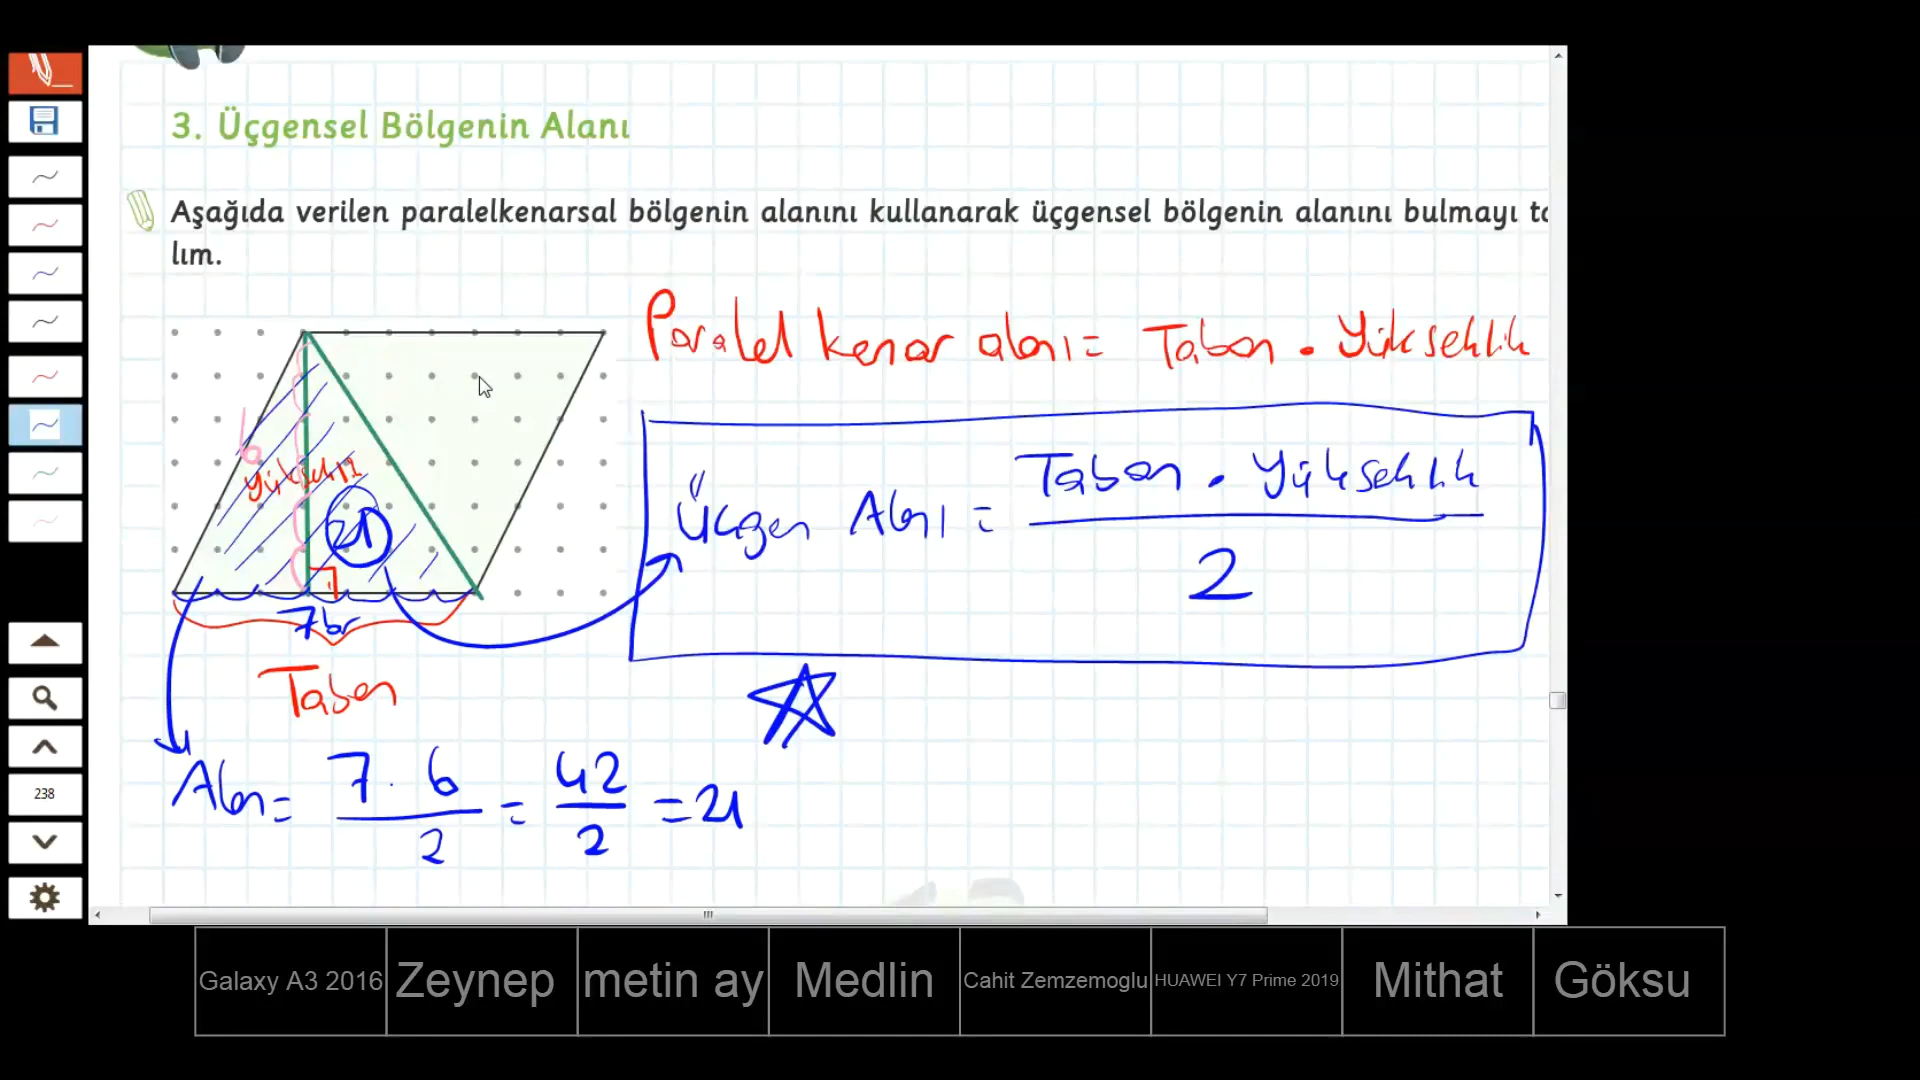 3. Üçgensel Bölgenin Alanı
Aşağıda verilen paralelkenarsal bölgenin alanını kullanarak üçgensel bölgenin alanını bulmayı
lım.
Paralel kenar alanı = Taban . Yükseklik
Üçgen Alanı = Taban . Yükseklik
2
6
21
7br
Taban
Alan = 7 . 6 = 42 = 21
2 2
238
Galaxy A3 2016 Zeynep metin ay Medlin Cahit Zemzemoglu HUAWEI Y7 Prime 2019 Mithat Göksu